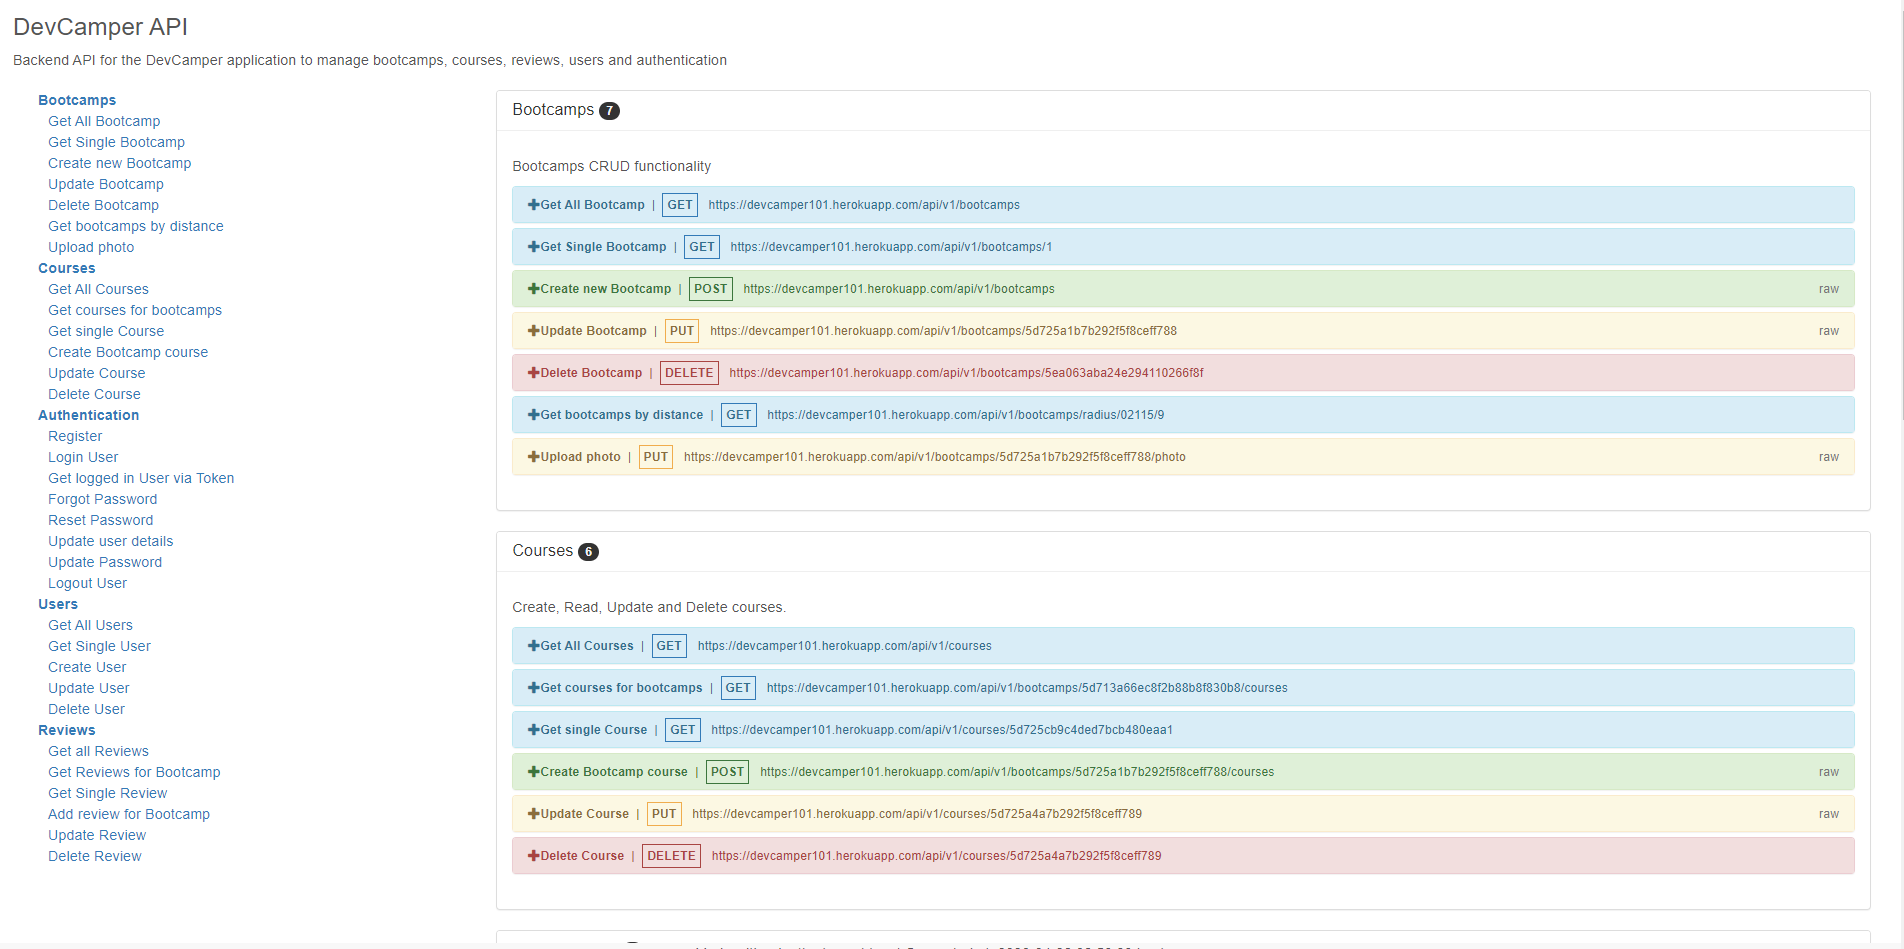 DevCamper API
Backend API for the DevCamper application to manage bootcamps, courses, reviews, users and authentication
Bootcamps
Get All Bootcamp
Get Single Bootcamp
Create new Bootcamp
Update Bootcamp
Delete Bootcamp
Get bootcamps by distance
Upload photo
Courses
Get All Courses
Get courses for bootcamps
Get single Course
Create Bootcamp course
Update Course
Delete Course
Authentication
Register
Login User
Get logged in User via Token
Forgot Password
Reset Password
Update user details
Update Password
Logout User
Users
Get All Users
Get Single User
Create User
Update User
Delete User
Reviews
Get all Reviews
Get Reviews for Bootcamp
Get Single Review
Add review for Bootcamp
Update Review
Delete Review
Bootcamps 7
Bootcamps CRUD functionality
Get All Bootcamp | GET https://devcamper101.herokuapp.com/api/v1/bootcamps
Get Single Bootcamp | GET https://devcamper101.herokuapp.com/api/v1/bootcamps/1
Create new Bootcamp | POST https://devcamper101.herokuapp.com/api/v1/bootcamps raw
Update Bootcamp | PUT https://devcamper101.herokuapp.com/api/v1/bootcamps/5d725a1b7b292f5f8ceff788 raw
Delete Bootcamp | DELETE https://devcamper101.herokuapp.com/api/v1/bootcamps/5ea063aba24e294110266f8f
Get bootcamps by distance | GET https://devcamper101.herokuapp.com/api/v1/bootcamps/radius/02115/9
Upload photo | PUT https://devcamper101.herokuapp.com/api/v1/bootcamps/5d725a1b7b292f5f8ceff788/photo raw
Courses 6
Create, Read, Update and Delete courses.
Get All Courses | GET https://devcamper101.herokuapp.com/api/v1/courses
Get courses for bootcamps | GET https://devcamper101.herokuapp.com/api/v1/bootcamps/5d713a66ec8f2b88b8f830b8/courses
Get single Course | GET https://devcamper101.herokuapp.com/api/v1/courses/5d725cb9c4ded7bcb480eaa1
Create Bootcamp course | POST https://devcamper101.herokuapp.com/api/v1/bootcamps/5d725a1b7b292f5f8ceff788/courses raw
Update Course | PUT https://devcamper101.herokuapp.com/api/v1/courses/5d725a4a7b292f5f8ceff789 raw
Delete Course | DELETE https://devcamper101.herokuapp.com/api/v1/courses/5d725a4a7b292f5f8ceff789